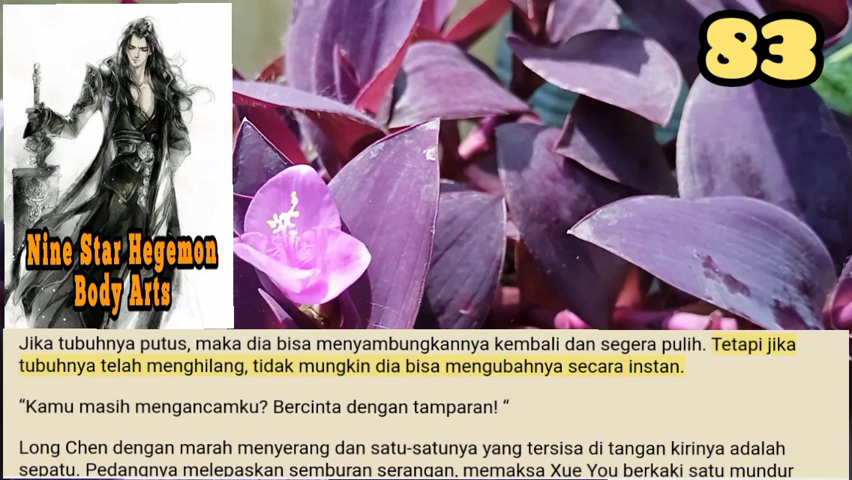 83
Nine Star Hegemon
Body Arts
Jika tubuhnya putus, maka dia bisa menyambungkannya kembali dan segera pulih. Tetapi jika
tubuhnya telah menghilang, tidak mungkin dia bisa mengubahnya secara instan.
“Kamu masih mengancamku? Bercinta dengan tamparan! “
Long Chen dengan marah menyerang dan satu-satunya yang tersisa di tangan kirinya adalah
sepatu. Pedangnya melepaskan semburan serangan, memaksa Xue You berkaki satu mundur